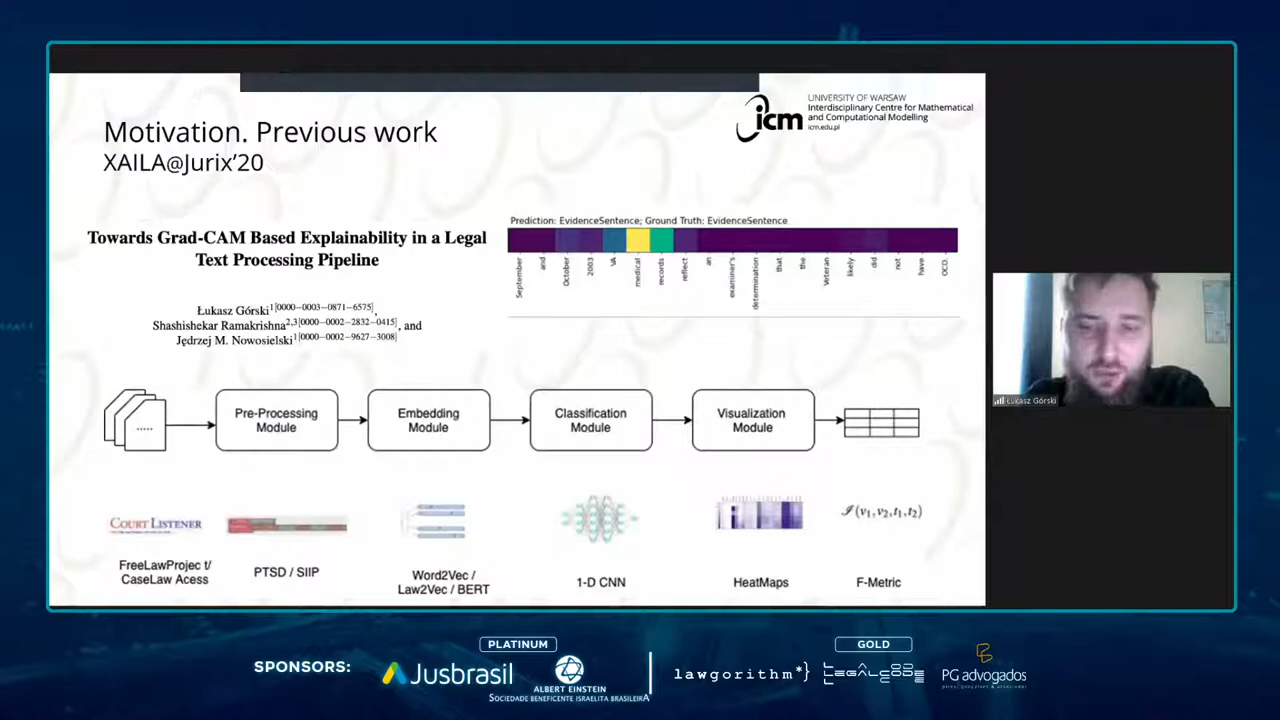 UNIVERSITY OF WARSAW
Interdisciplinary Centre for Mathematical
and Computational Modelling
icm.edu.pl
icm
Motivation. Previous work
XAILA@Jurix'20
Towards Grad-CAM Based Explainability in a Legal
Text Processing Pipeline
Łukasz Górski1[0000−0003−0871−6575],
Shashishekar Ramakrishna2,3[0000−0002−2832−0415], and
Jędrzej M. Nowosielski1[0000−0002−9627−3008]
Prediction: EvidenceSentence; Ground Truth: EvidenceSentence
September and October 2003 VA medical records reflect an examiner's determination that the Veteran likely did not have OCD.
.....
Pre-Processing
Module
Embedding
Module
Classification
Module
Visualization
Module
COURT LISTENER
FreeLawProjec t/
CaseLaw Acess
PTSD / SIIP
Word2Vec /
Law2Vec / BERT
1-D CNN
HeatMaps
ℐ(v1,v2,t1,t2)
F-Metric
Łukasz Górski
SPONSORS:
PLATINUM
Jusbrasil
ALBERT EINSTEIN
SOCIEDADE BENEFICENTE ISRAELITA BRASILEIRA
GOLD
lawgorithm*}
LEGALCODE
PG advogados